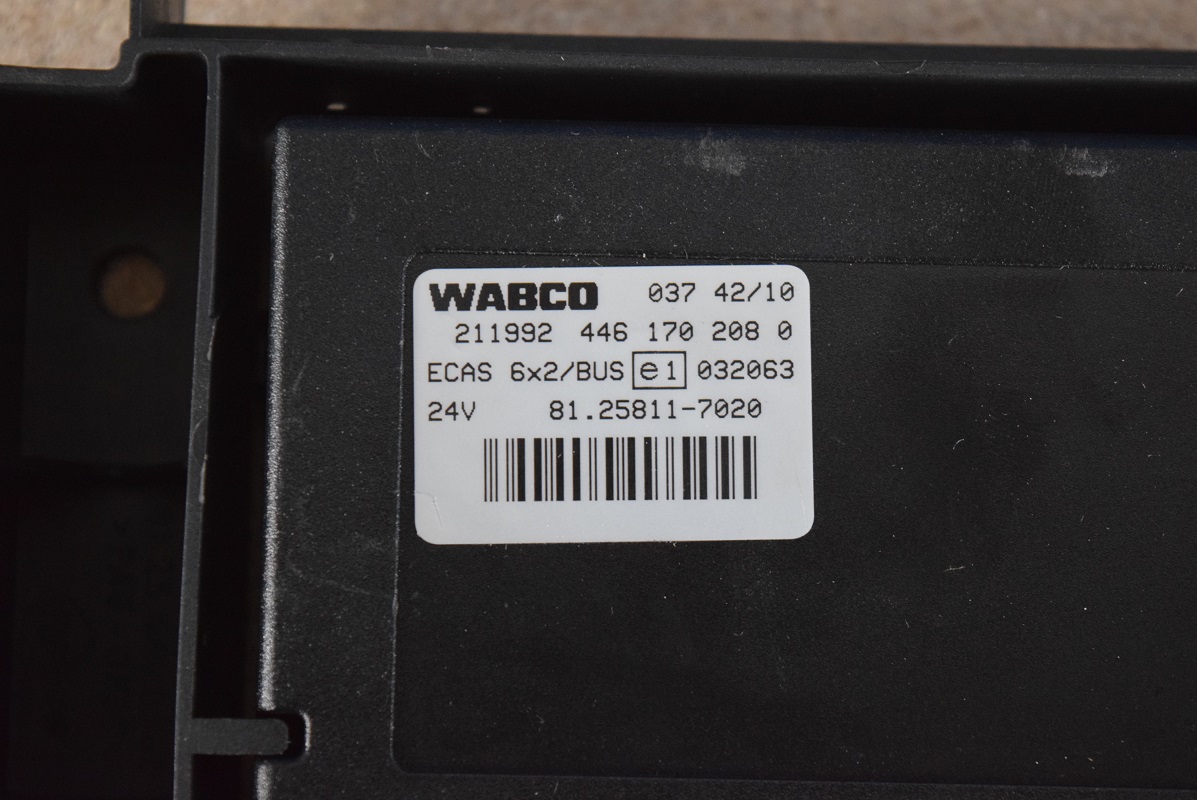 WABCO 037 42/10
211992 446 170 208 0
ECAS 6x2/BUS e1 032063
24V 81.25811-7020